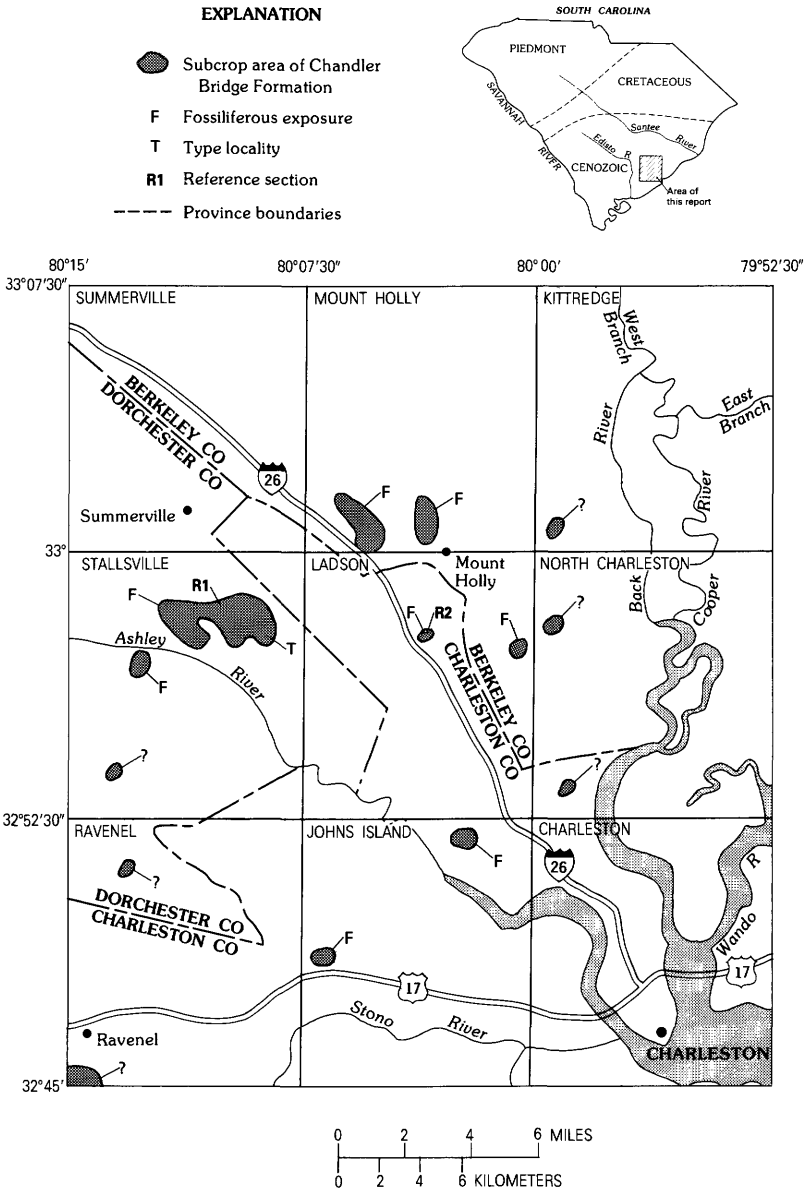 EXPLANATION
Subcrop area of Chandler
Bridge Formation
F Fossiliferous exposure
T Type locality
R1 Reference section
Province boundaries
SOUTH CAROLINA
PIEDMONT
CRETACEOUS
SAVANNAH
RIVER
Santee River
Edisto R
CENOZOIC
Area of
this report
80°15′ 80°07′30″ 80°00′ 79°52′30″
33°07′30″
SUMMERVILLE MOUNT HOLLY KITTREDGE
West
Branch
East
Branch
River
River
BERKELEY CO
DORCHESTER CO
26
F
F
?
Summerville
33°
Mount
Holly
STALLSVILLE LADSON NORTH CHARLESTON
Back
Cooper
F
R1
T
F R2
F
?
Ashley
River
F
BERKELEY CO
CHARLESTON CO
?
?
32°52′30″
RAVENEL JOHNS ISLAND CHARLESTON
F
26
?
DORCHESTER CO
CHARLESTON CO
F
Wando R
17
17
Stono River
Ravenel
CHARLESTON
?
32°45′
0 2 4 6 MILES
0 2 4 6 KILOMETERS